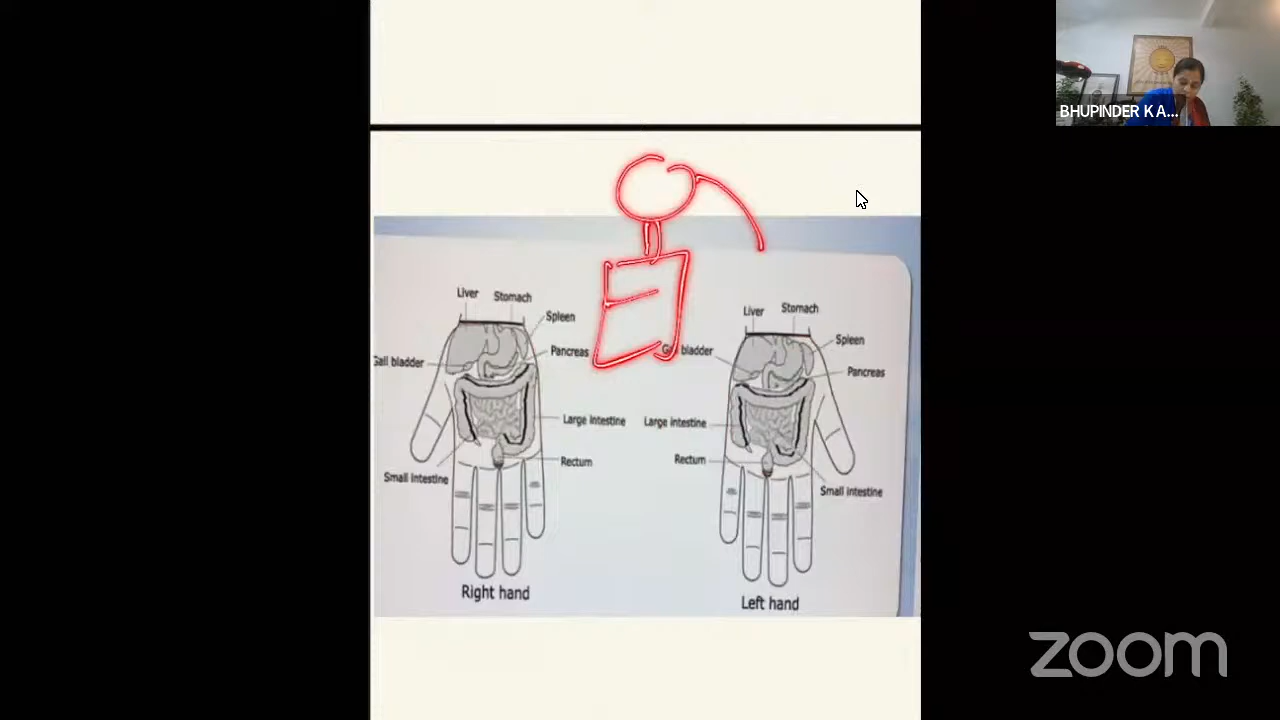 BHUPINDER K A...
Liver Stomach
Spleen
Gall bladder
Pancreas
Large intestine
Rectum
Small intestine
Right hand
Liver Stomach
Spleen
bladder
Pancreas
Large intestine
Rectum
Small intestine
Left hand
zoom